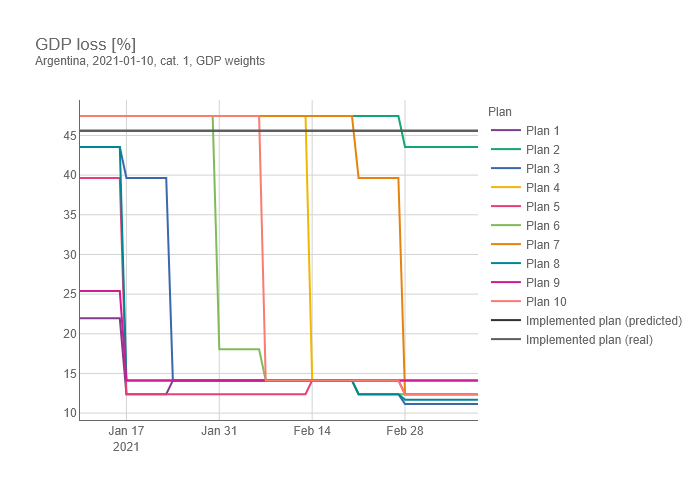 GDP loss [%]
Argentina, 2021-01-10, cat. 1, GDP weights
Plan
Plan 1
Plan 2
Plan 3
Plan 4
Plan 5
Plan 6
Plan 7
Plan 8
Plan 9
Plan 10
Implemented plan (predicted)
Implemented plan (real)
45
40
35
30
25
20
15
10
Jan 17
2021
Jan 31
Feb 14
Feb 28